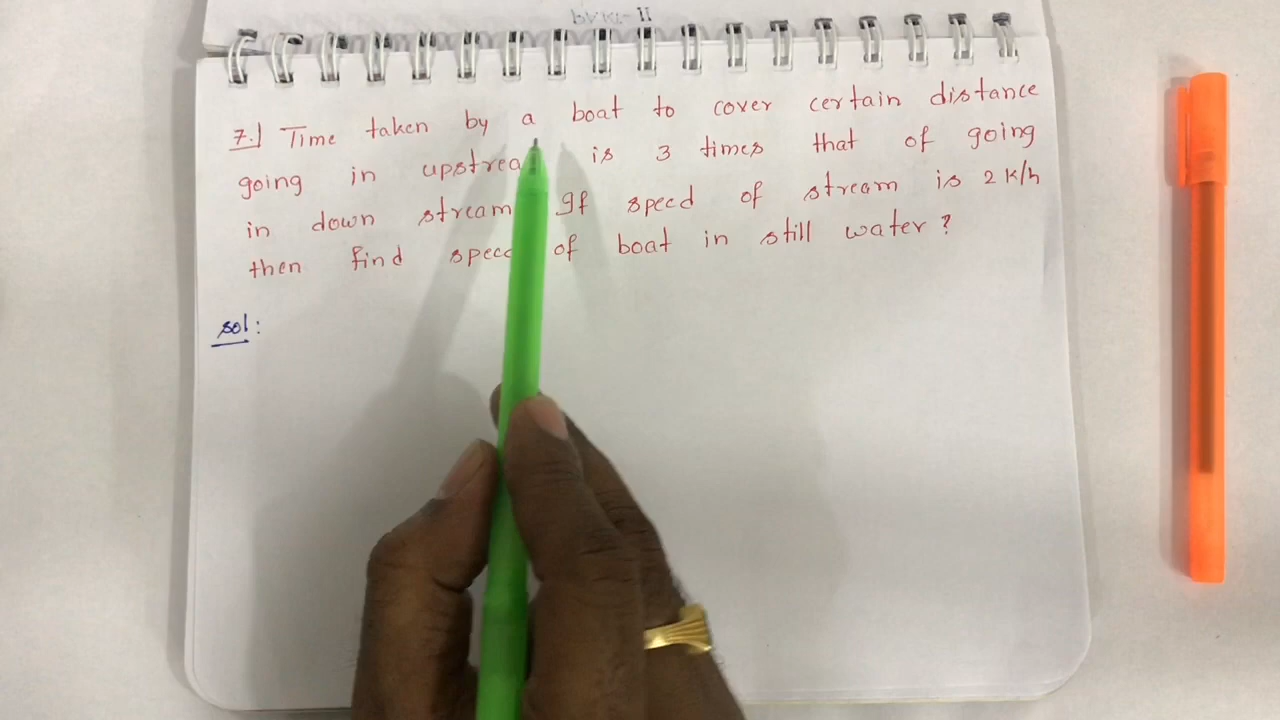 7.) Time taken by a boat to cover certain distance
going in upstrea is 3 times that of going
in down stream If speed of stream is 2 k/h
then find speed of boat in still water ?
sol: